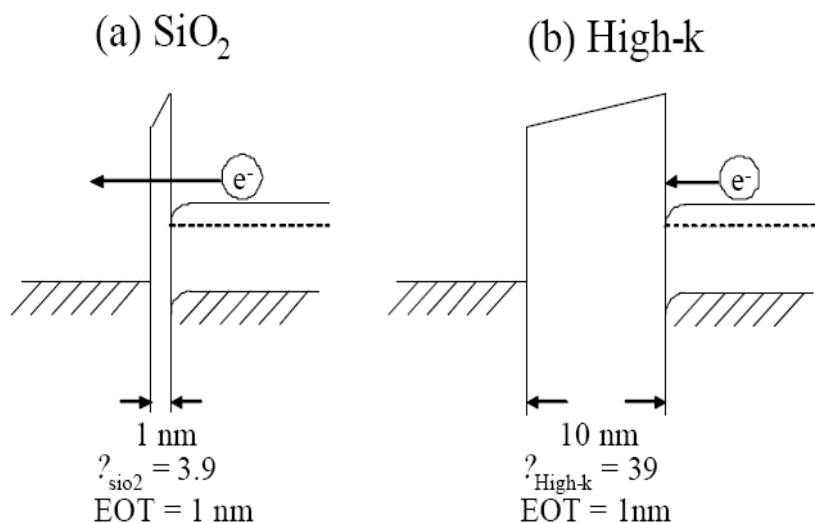 (a) SiO₂
(b) High-k
e⁻
e⁻
1 nm
?sio2 = 3.9
EOT = 1 nm
10 nm
?High-k = 39
EOT = 1nm